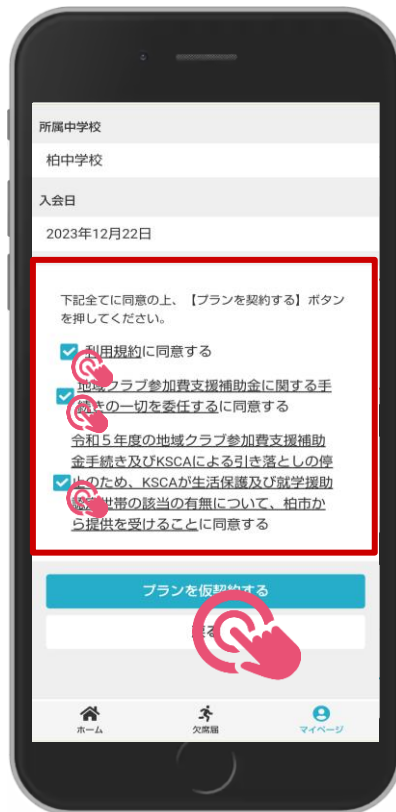 所属中学校
柏中学校
入会日
2023年12月22日
下記全てに同意の上、【プランを契約する】ボタン
を押してください。
利用規約に同意する
地域クラブ参加費支援補助金に関する手
続きの一切を委任するに同意する
令和5年度の地域クラブ参加費支援補助
金手続き及びKSCAによる引き落としの停
止のため、KSCAが生活保護及び就学援助
認定世帯の該当の有無について、柏市か
ら提供を受けることに同意する
プランを仮契約する
戻る
ホーム
欠席届
マイページ